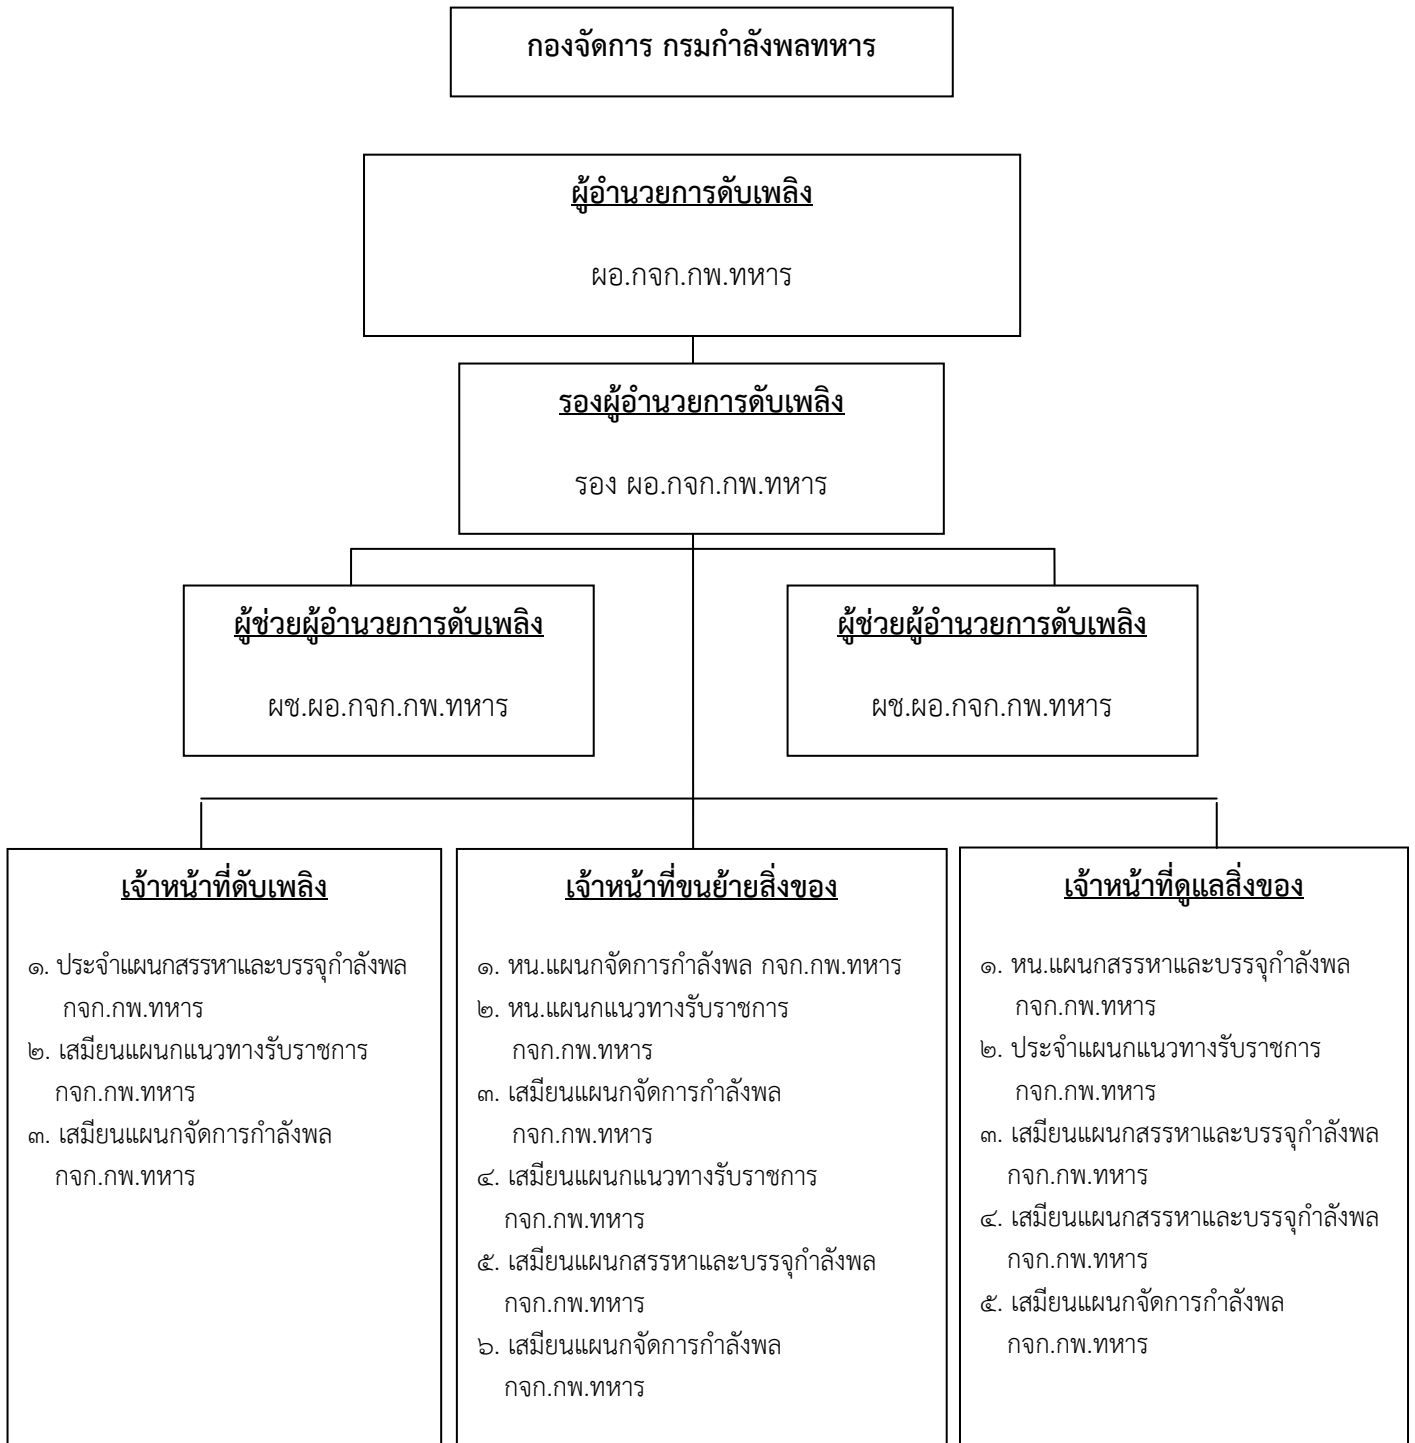 กองจัดการ กรมกำลังพลทหาร
ผู้อำนวยการดับเพลิง
ผอ.กจก.กพ.ทหาร
รองผู้อำนวยการดับเพลิง
รอง ผอ.กจก.กพ.ทหาร
ผู้ช่วยผู้อำนวยการดับเพลิง
ผช.ผอ.กจก.กพ.ทหาร
ผู้ช่วยผู้อำนวยการดับเพลิง
ผช.ผอ.กจก.กพ.ทหาร
เจ้าหน้าที่ดับเพลิง
๑. ประจำแผนกสรรหาและบรรจุกำลังพล
กจก.กพ.ทหาร
๒. เสมียนแผนกแนวทางรับราชการ
กจก.กพ.ทหาร
๓. เสมียนแผนกจัดการกำลังพล
กจก.กพ.ทหาร
เจ้าหน้าที่ขนย้ายสิ่งของ
๑. หน.แผนกจัดการกำลังพล กจก.กพ.ทหาร
๒. หน.แผนกแนวทางรับราชการ
กจก.กพ.ทหาร
๓. เสมียนแผนกจัดการกำลังพล
กจก.กพ.ทหาร
๔. เสมียนแผนกแนวทางรับราชการ
กจก.กพ.ทหาร
๕. เสมียนแผนกสรรหาและบรรจุกำลังพล
กจก.กพ.ทหาร
๖. เสมียนแผนกจัดการกำลังพล
กจก.กพ.ทหาร
เจ้าหน้าที่ดูแลสิ่งของ
๑. หน.แผนกสรรหาและบรรจุกำลังพล
กจก.กพ.ทหาร
๒. ประจำแผนกแนวทางรับราชการ
กจก.กพ.ทหาร
๓. เสมียนแผนกสรรหาและบรรจุกำลังพล
กจก.กพ.ทหาร
๔. เสมียนแผนกสรรหาและบรรจุกำลังพล
กจก.กพ.ทหาร
๕. เสมียนแผนกจัดการกำลังพล
กจก.กพ.ทหาร